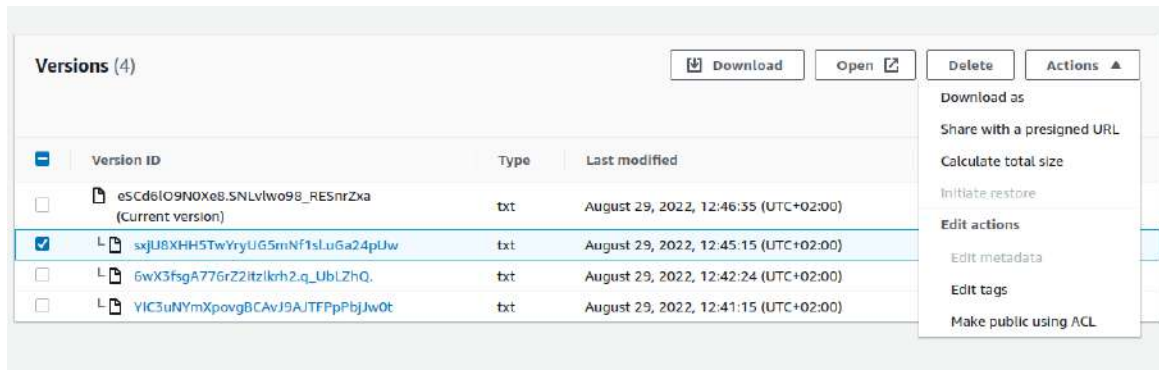 Versions (4)
Download
Open
Delete
Actions
Download as
Share with a presigned URL
Calculate total size
Initiate restore
Edit actions
Edit metadata
Edit tags
Make public using ACL
Version ID Type Last modified
eSCd6lO9N0Xe8.SNLvlwo98_RESnrZxa
(Current version) txt August 29, 2022, 12:46:35 (UTC+02:00)
sxjU8XHH5TwYryUG5mNf1sl.uGa24pUw txt August 29, 2022, 12:45:15 (UTC+02:00)
6wX3fsgA776rZ2itzlkrh2.q_UbLZhQ. txt August 29, 2022, 12:42:24 (UTC+02:00)
YlC3uNYmXpovgBCAvJ9AJTFPpPbjJw0t txt August 29, 2022, 12:41:15 (UTC+02:00)